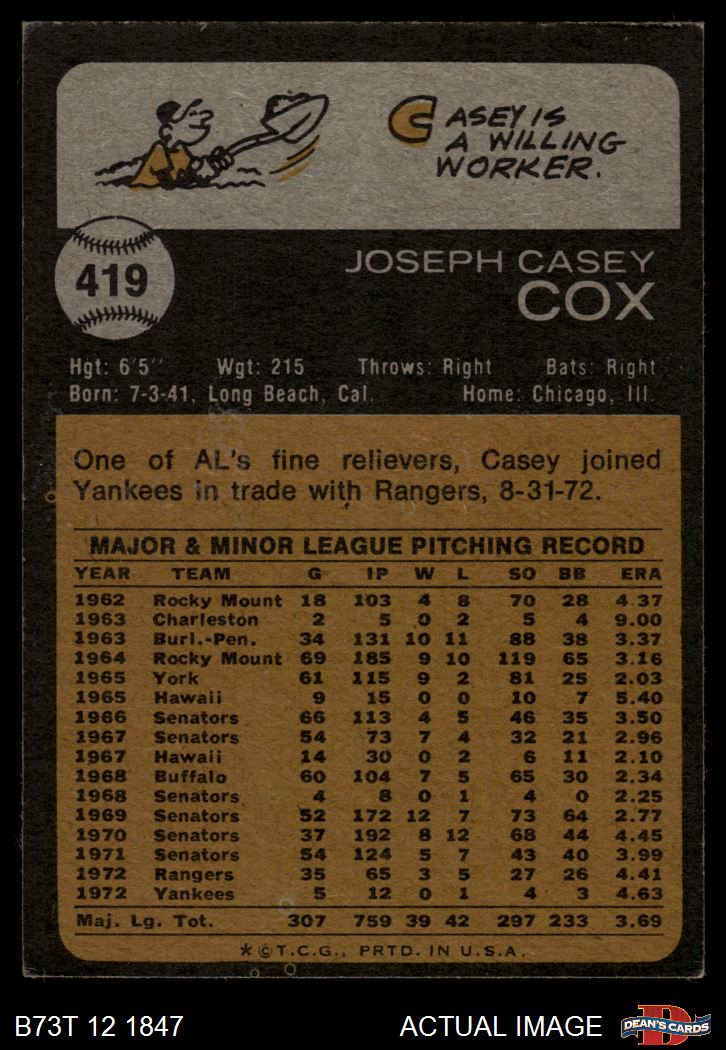 CASEY IS
A WILLING
WORKER.
419
JOSEPH CASEY
COX
Hgt: 6'5" Wgt: 215 Throws: Right Bats: Right
Born: 7-3-41, Long Beach, Cal. Home: Chicago, Ill.
One of AL's fine relievers, Casey joined
Yankees in trade with Rangers, 8-31-72.
MAJOR & MINOR LEAGUE PITCHING RECORD
YEAR TEAM G IP W L SO BB ERA
1962 Rocky Mount 18 103 4 8 70 28 4.37
1963 Charleston 2 5 0 2 5 4 9.00
1963 Burl.-Pen. 34 131 10 11 88 38 3.37
1964 Rocky Mount 69 185 9 10 119 65 3.16
1965 York 61 115 9 2 81 25 2.03
1965 Hawaii 9 15 0 0 10 7 5.40
1966 Senators 66 113 4 5 46 35 3.50
1967 Senators 54 73 7 4 32 21 2.96
1967 Hawaii 14 30 0 2 6 11 2.10
1968 Buffalo 60 104 7 5 65 30 2.34
1968 Senators 4 8 0 1 4 0 2.25
1969 Senators 52 172 12 7 73 64 2.77
1970 Senators 37 192 8 12 68 44 4.45
1971 Senators 54 124 5 7 43 40 3.99
1972 Rangers 35 65 3 5 27 26 4.41
1972 Yankees 5 12 0 1 4 3 4.63
Maj. Lg. Tot. 307 759 39 42 297 233 3.69
*©T.C.G., PRTD. IN U.S.A.
B73T 12 1847 ACTUAL IMAGE
D
DEAN'S CARDS